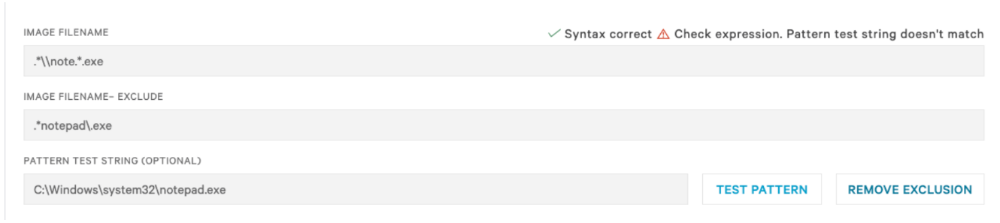 IMAGE FILENAME
Syntax correct Check expression. Pattern test string doesn't match
.*\\note.*.exe
IMAGE FILENAME– EXCLUDE
.*notepad\.exe
PATTERN TEST STRING (OPTIONAL)
C:\Windows\system32\notepad.exe
TEST PATTERN
REMOVE EXCLUSION